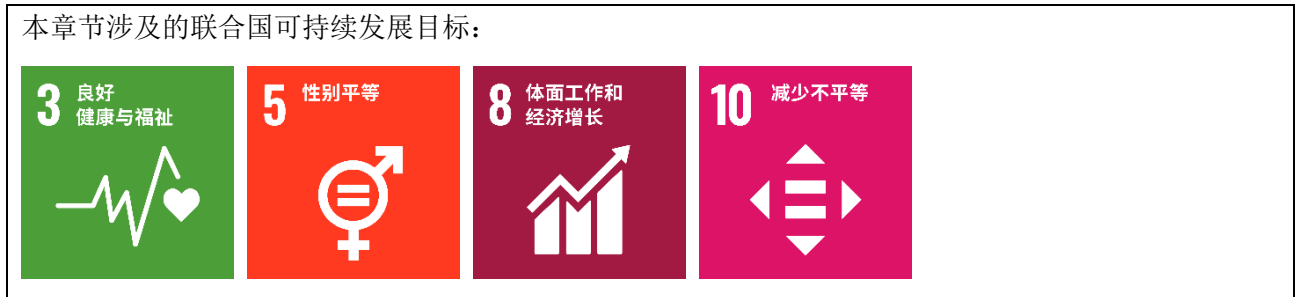 本章节涉及的联合国可持续发展目标：
3 良好
健康与福祉
5 性别平等
8 体面工作和
经济增长
10 减少不平等